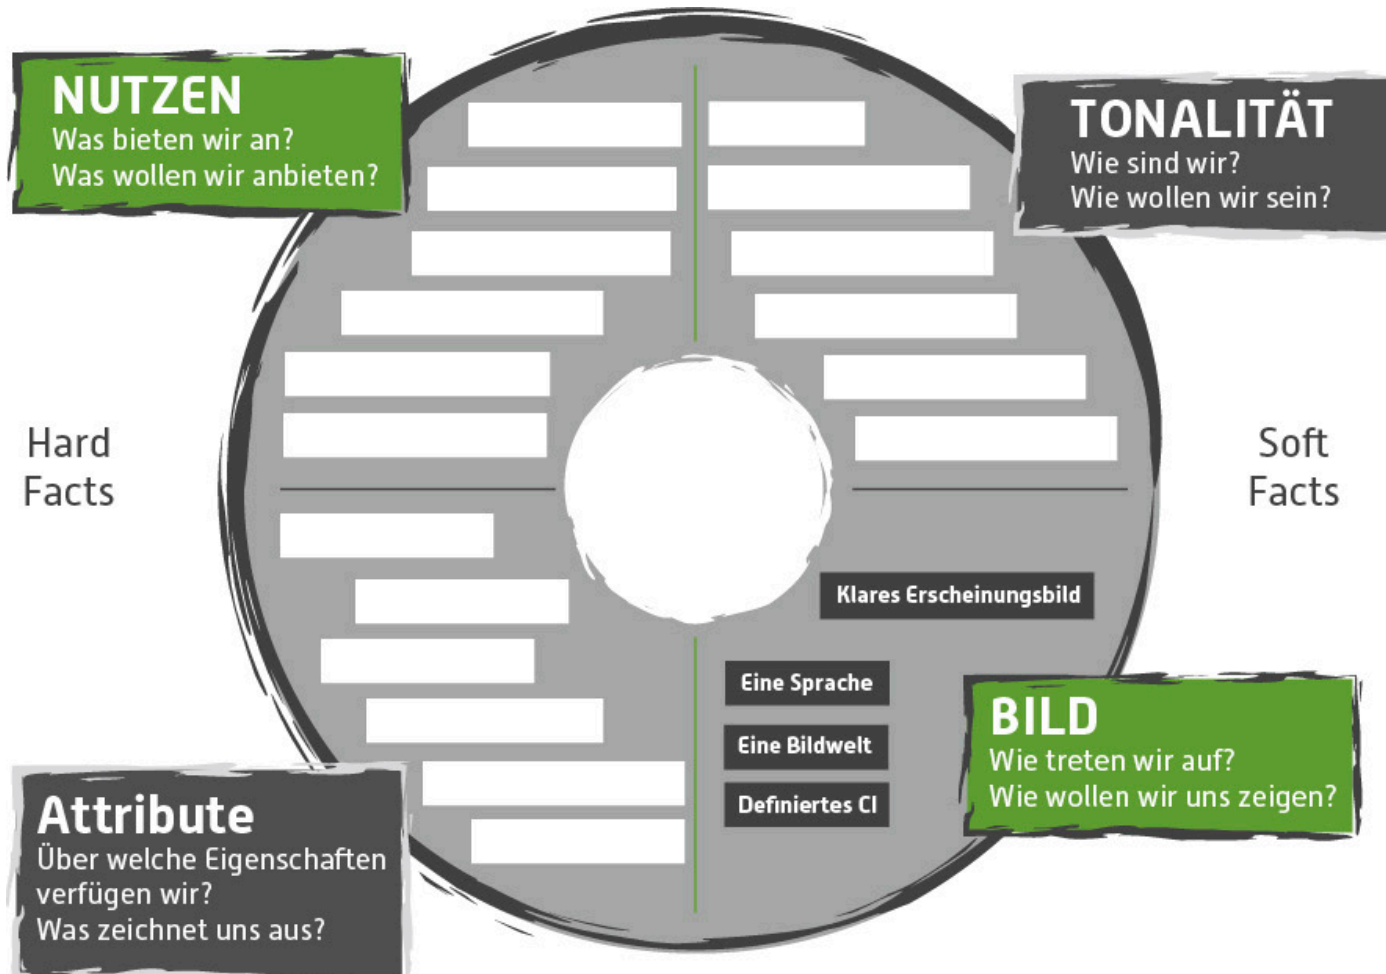 NUTZEN
Was bieten wir an?
Was wollen wir anbieten?
TONALITÄT
Wie sind wir?
Wie wollen wir sein?
Hard
Facts
Soft
Facts
Klares Erscheinungsbild
Eine Sprache
Eine Bildwelt
Definiertes CI
BILD
Wie treten wir auf?
Wie wollen wir uns zeigen?
Attribute
Über welche Eigenschaften
verfügen wir?
Was zeichnet uns aus?